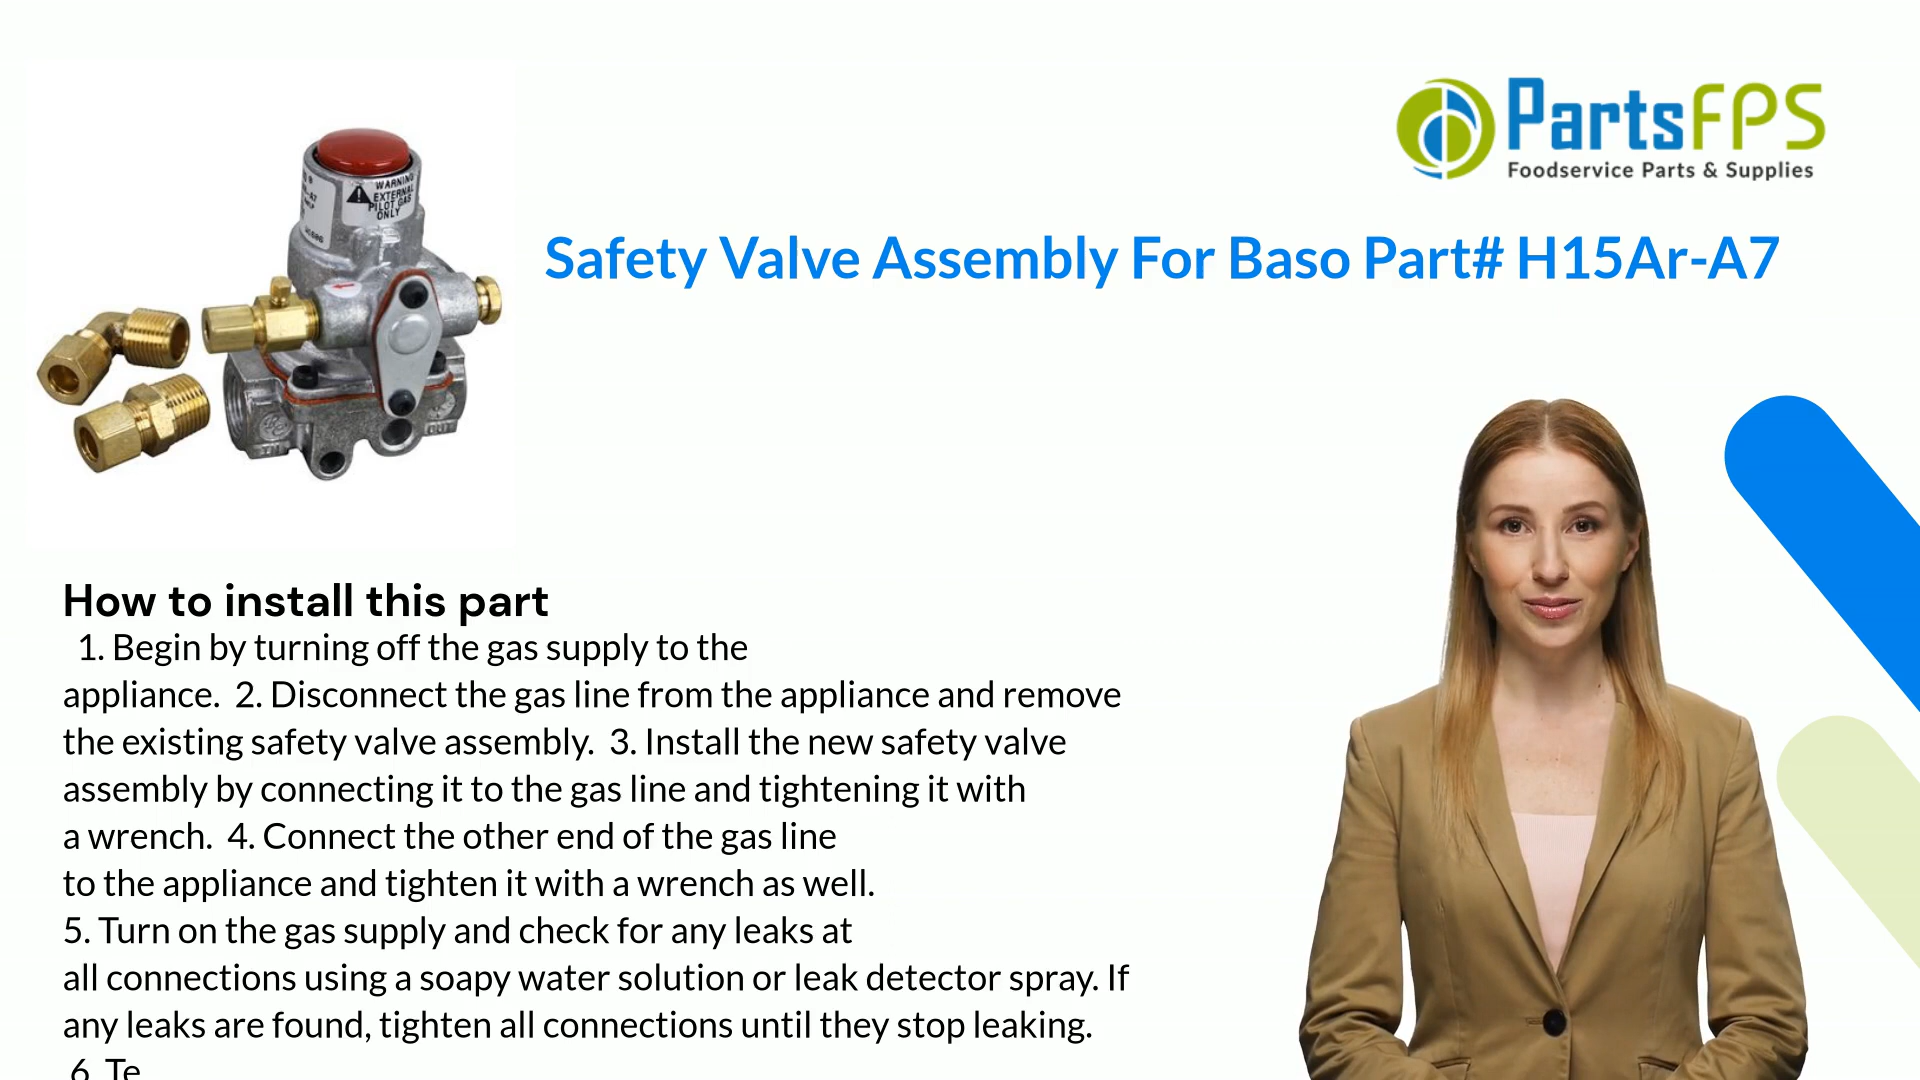 PartsFPS
Foodservice Parts & Supplies
WARNING
EXTERNAL
PILOT GAS
ONLY
IN
OUT
Safety Valve Assembly For Baso Part# H15Ar-A7
How to install this part
1. Begin by turning off the gas supply to the
appliance. 2. Disconnect the gas line from the appliance and remove
the existing safety valve assembly. 3. Install the new safety valve
assembly by connecting it to the gas line and tightening it with
a wrench. 4. Connect the other end of the gas line
to the appliance and tighten it with a wrench as well.
5. Turn on the gas supply and check for any leaks at
all connections using a soapy water solution or leak detector spray. If
any leaks are found, tighten all connections until they stop leaking.
6. Te